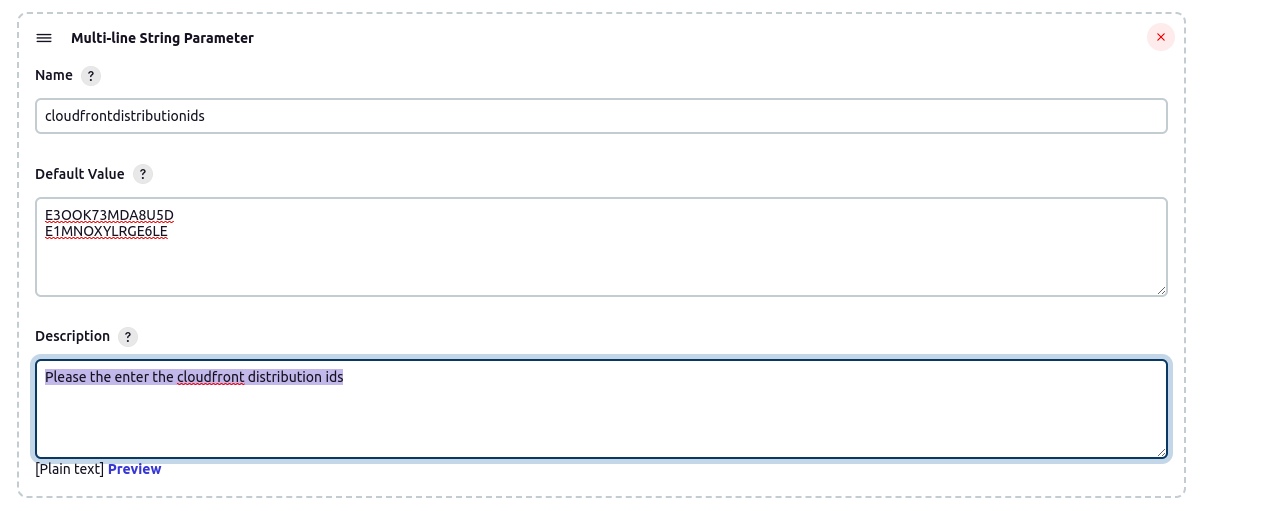 Multi-line String Parameter
Name ?
cloudfrontdistributionids
Default Value ?
E3OOK73MDA8U5D
E1MNOXYLRGE6LE
Description ?
Please the enter the cloudfront distribution ids
[Plain text] Preview